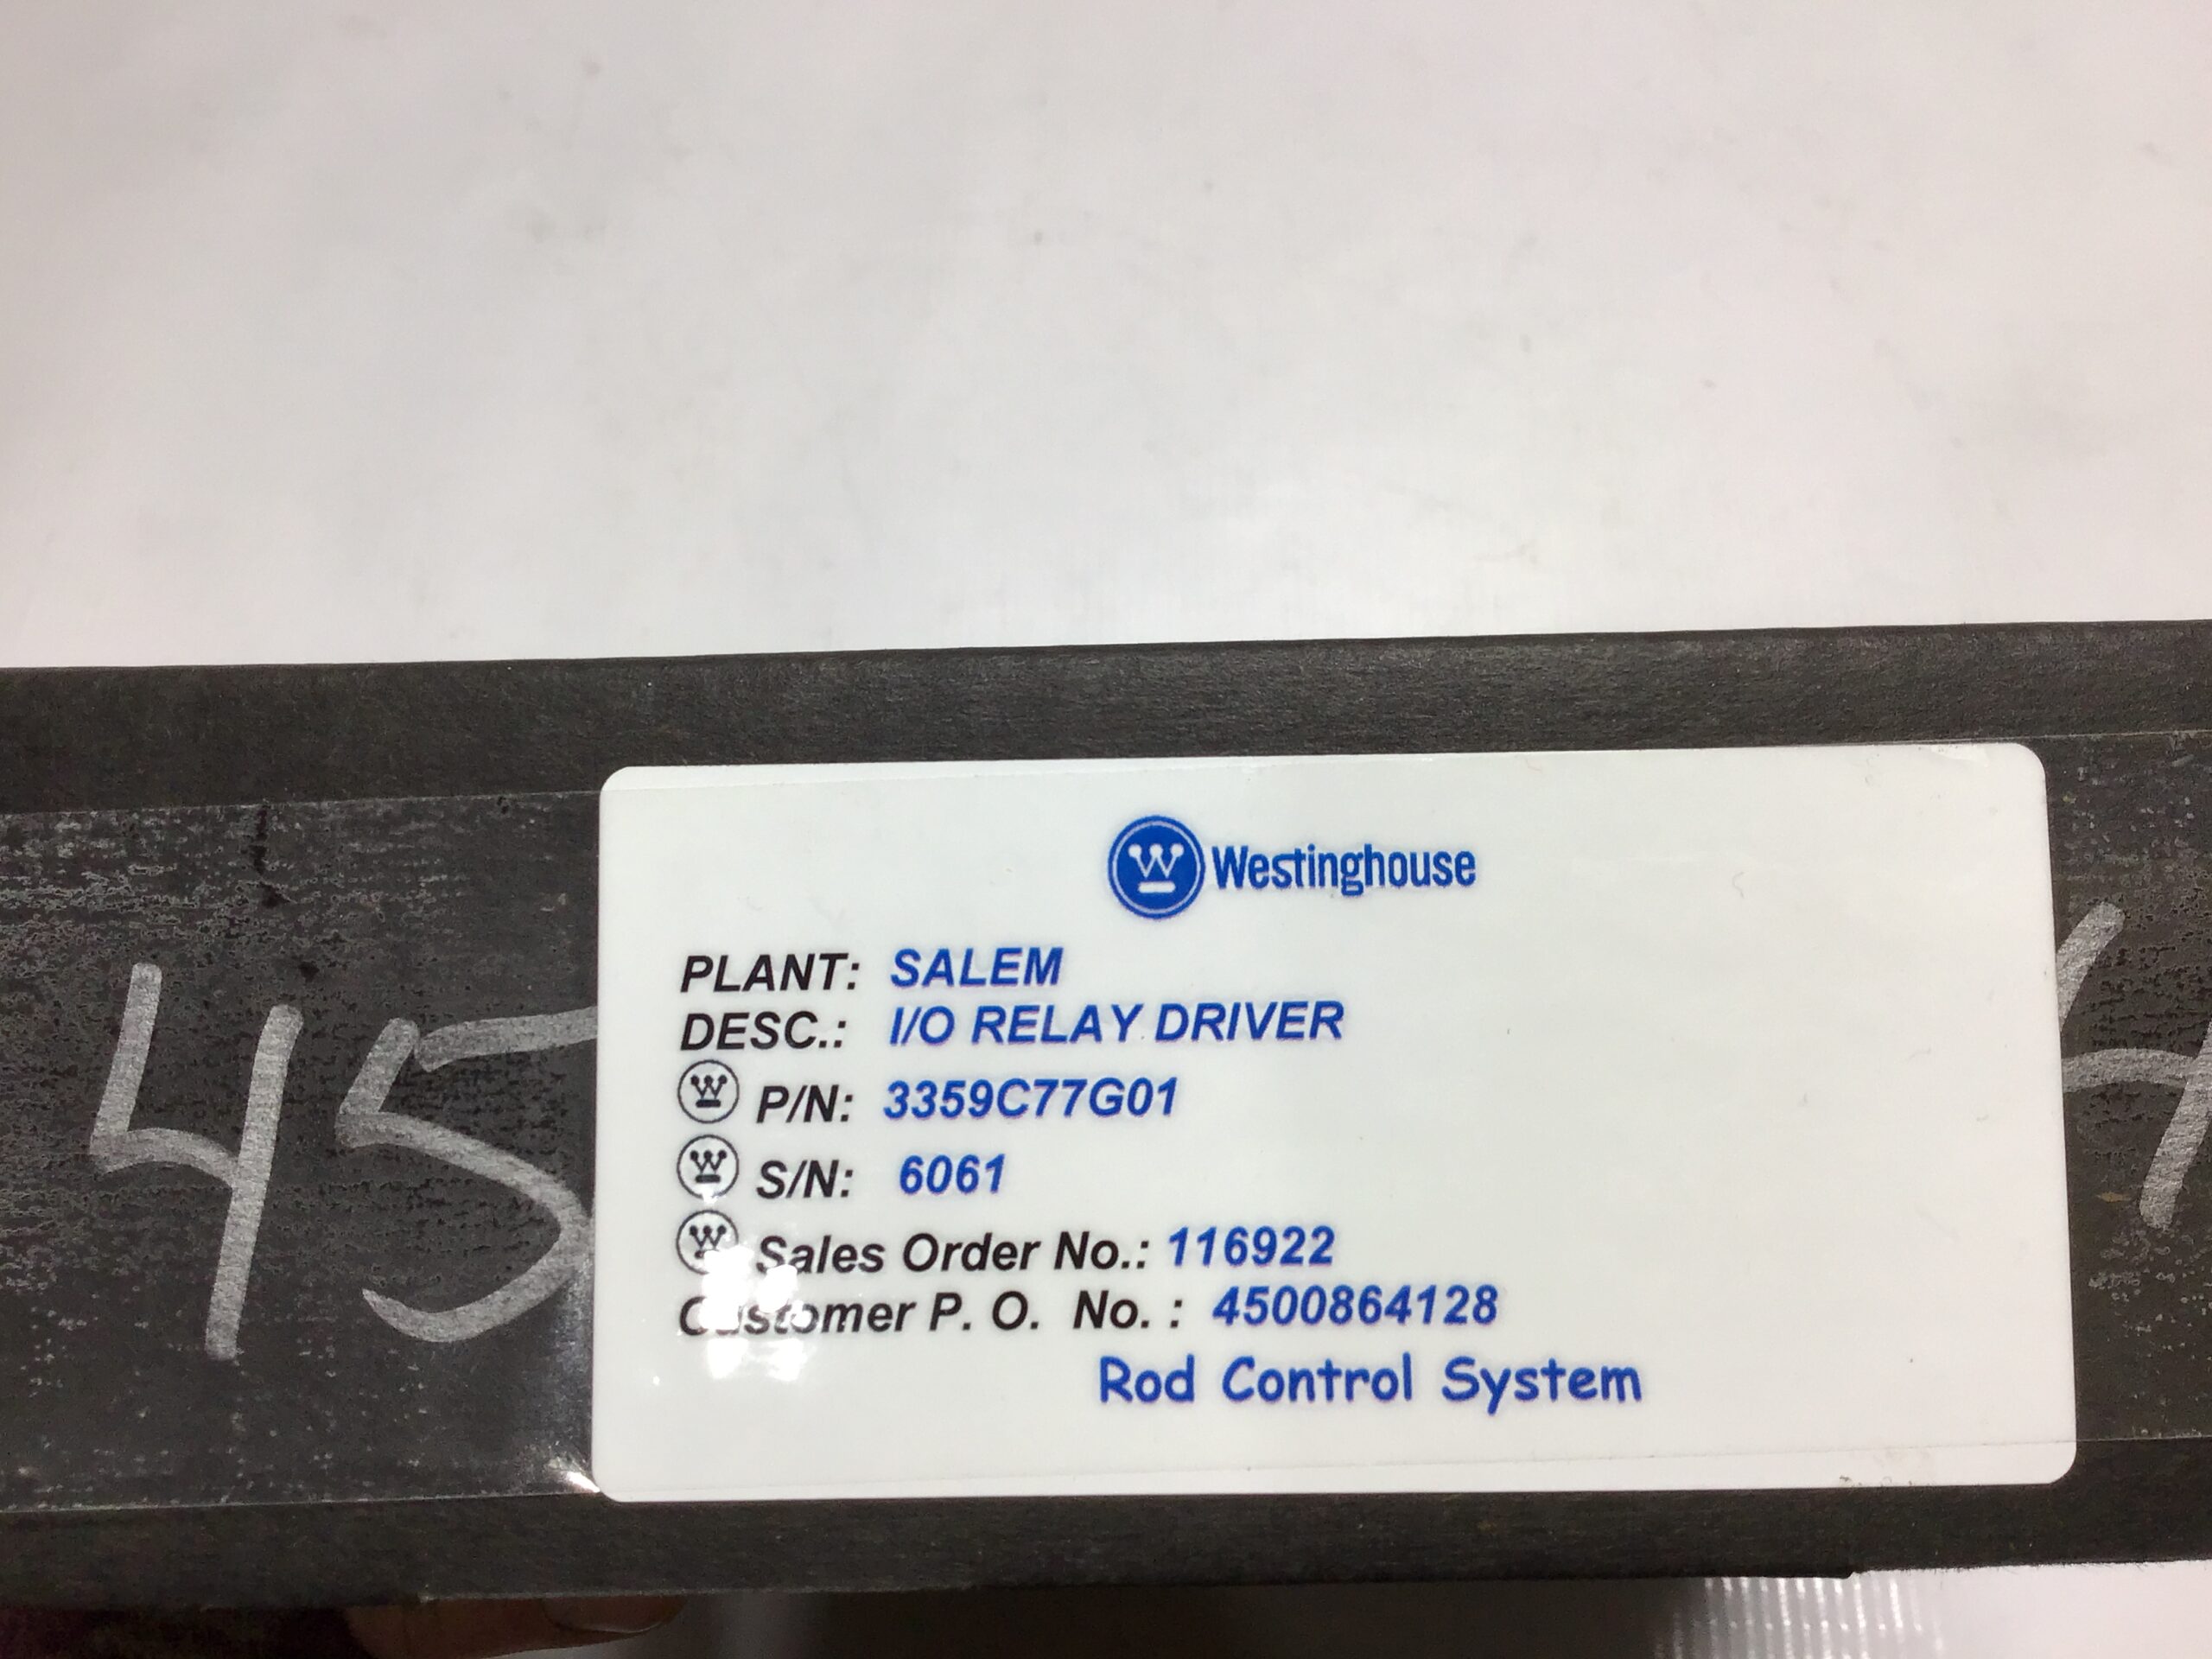 Westinghouse
PLANT: SALEM
DESC.: I/O RELAY DRIVER
P/N: 3359C77G01
S/N: 6061
Sales Order No.: 116922
Customer P. O. No. : 4500864128
Rod Control System
45
4